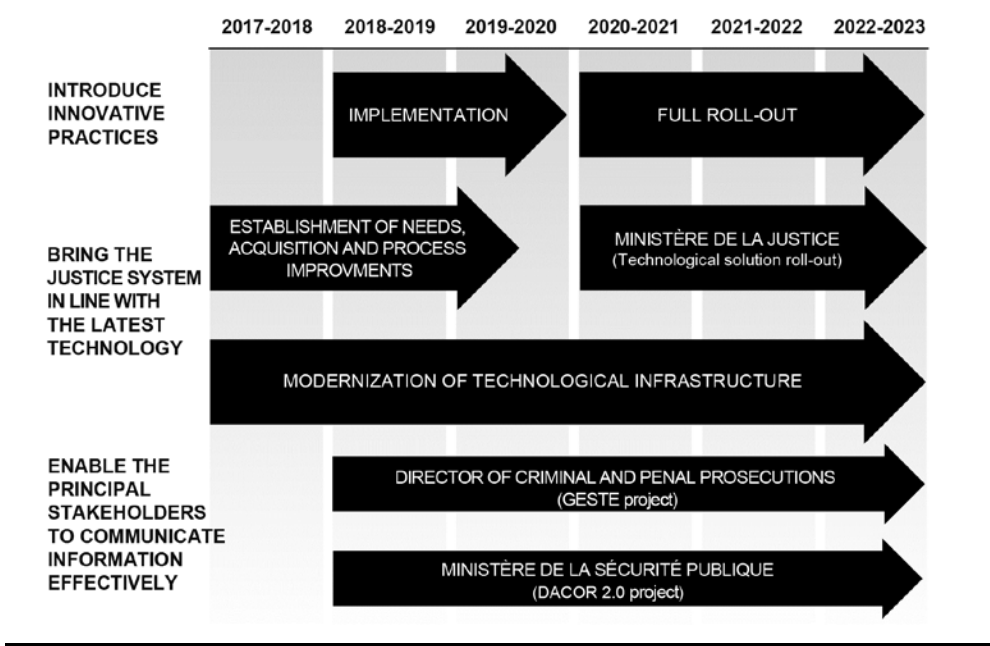 2017-2018 2018-2019 2019-2020 2020-2021 2021-2022 2022-2023
INTRODUCE
INNOVATIVE
PRACTICES
IMPLEMENTATION
FULL ROLL-OUT
BRING THE
JUSTICE SYSTEM
IN LINE WITH
THE LATEST
TECHNOLOGY
ESTABLISHMENT OF NEEDS,
ACQUISITION AND PROCESS
IMPROVMENTS
MINISTÈRE DE LA JUSTICE
(Technological solution roll-out)
MODERNIZATION OF TECHNOLOGICAL INFRASTRUCTURE
ENABLE THE
PRINCIPAL
STAKEHOLDERS
TO COMMUNICATE
INFORMATION
EFFECTIVELY
DIRECTOR OF CRIMINAL AND PENAL PROSECUTIONS
(GESTE project)
MINISTÈRE DE LA SÉCURITÉ PUBLIQUE
(DACOR 2.0 project)